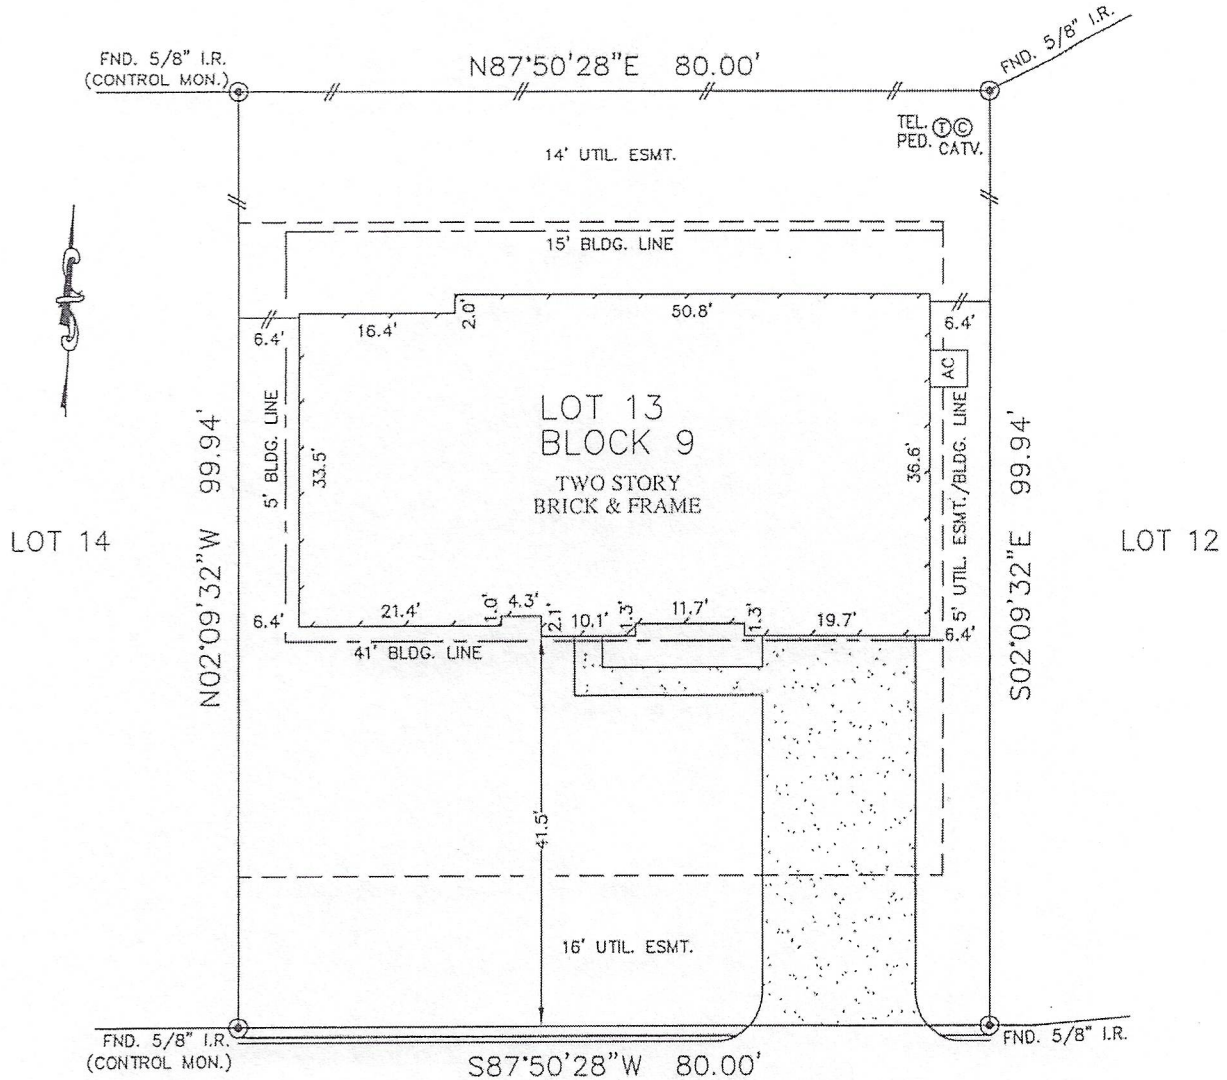 FND. 5/8" I.R.
(CONTROL MON.)
N87°50'28"E 80.00'
FND. 5/8" I.R.
TEL.
PED.
T
C
CATV.
14' UTIL. ESMT.
15' BLDG. LINE
16.4'
2.0'
50.8'
6.4'
6.4'
AC
LOT 13
BLOCK 9
TWO STORY
BRICK & FRAME
5' BLDG. LINE
33.5'
36.6'
5' UTIL. ESMT./BLDG. LINE
N02°09'32"W 99.94'
S02°09'32"E 99.94'
LOT 14
LOT 12
6.4'
21.4'
1.0'
4.3'
2.1'
10.1'
1.3'
11.7'
1.3'
19.7'
6.4'
41' BLDG. LINE
41.5'
16' UTIL. ESMT.
FND. 5/8" I.R.
(CONTROL MON.)
S87°50'28"W 80.00'
FND. 5/8" I.R.